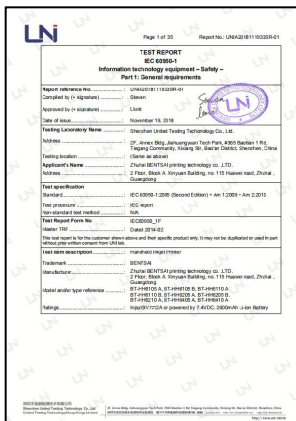 LNi
Page 1 of 35
Report No.: UNIA2018111933SR-01
TEST REPORT
IEC 60950-1
Information technology equipment – Safety –
Part 1: General requirements
Report reference No. : UNIA2018111933SR-01
Compiled by (+ signature) : Steven
Approved by (+ signature) :
Date of issue : November 19, 2018
Testing Laboratory Name : Shenzhen United Testing Technology Co., Ltd.
Address : 2F, Annex Bldg, Jiahuangyuan Tech Park, #365 Baotian 1 Rd, Tiegang Community, Xixiang Str, Bao'an District, Shenzhen, China
Testing location : (Same as above)
Applicant's Name : Zhuhai BENTSAI printing technology co. ,LTD.
Address : 2 Floor, Block A. Xinyuan Building, no. 115 Huawei road, Zhuhai , Guangdong
Test specification
Standard : IEC 60950-1:2005 (Second Edition) + Am 1:2009 + Am 2:2013
Test procedure : IEC report
Non-standard test method : N/A
Test Report Form No. : IECEN60950_1F
Master TRF : Dated 2014-02
This test report is for the customer shown above and their specific product only. It may not be duplicated or used in part without prior written consent from UNI lab.
Test item description : Handheld Inkjet Printer
Trademark : BENTSAI
Manufacturer : Zhuhai BENTSAI printing technology co. ,LTD.
2 Floor, Block A. Xinyuan Building, no. 115 Huawei road, Zhuhai , Guangdong
Model and/or type reference : BT-HH6105 A, BT-HH6105 B, BT-HH6110 A
BT-HH6110 B, BT-HH6205 A, BT-HH6205 B,
BT-HH6210 A, BT-HH6405 A, BT-HH6410 A
Ratings : Input:9V⎓2A or powered by 7.4VDC, 2600mAh Li-ion Battery